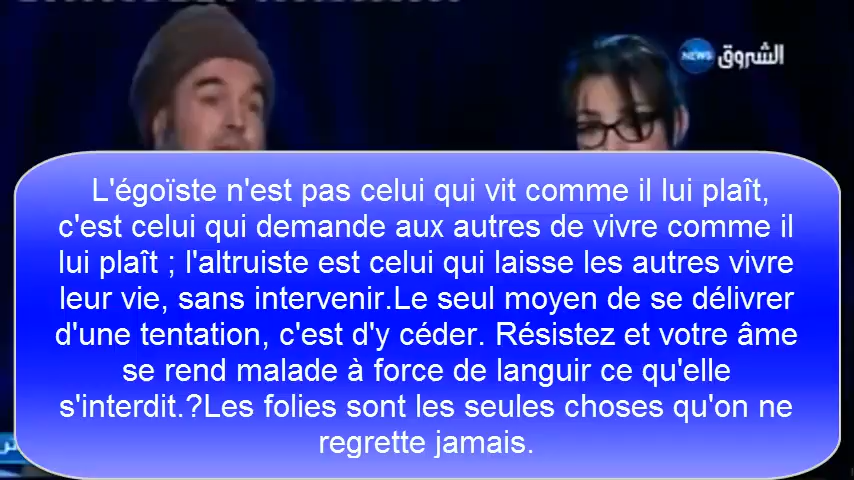 NEWS الشروق
L'égoïste n'est pas celui qui vit comme il lui plaît,
c'est celui qui demande aux autres de vivre comme il
lui plaît ; l'altruiste est celui qui laisse les autres vivre
leur vie, sans intervenir.Le seul moyen de se délivrer
d'une tentation, c'est d'y céder. Résistez et votre âme
se rend malade à force de languir ce qu'elle
s'interdit.?Les folies sont les seules choses qu'on ne
regrette jamais.